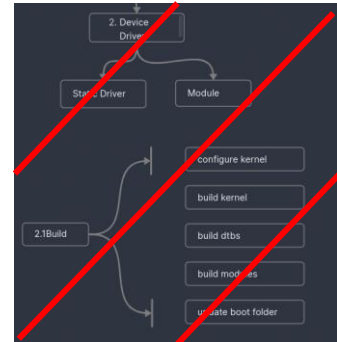 2. Device
Driver
Static Driver
Module
configure kernel
build kernel
2.1Build
build dtbs
build modules
update boot folder